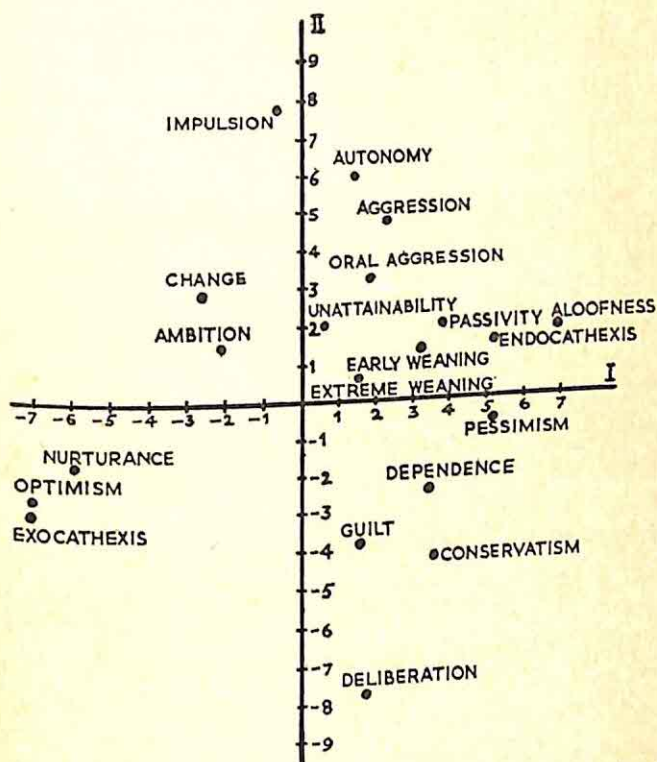 II
9
8
IMPULSION
7
AUTONOMY
6
AGGRESSION
5
4
ORAL AGGRESSION
CHANGE
3
UNATTAINABILITY
PASSIVITY ALOOFNESS
2
ENDOCATHEXIS
AMBITION
1
EARLY WEANING
I
EXTREME WEANING
-7 -6 -5 -4 -3 -2 -1 1 2 3 4 5 6 7
PESSIMISM
-1
NURTURANCE
DEPENDENCE
-2
OPTIMISM
-3
EXOCATHEXIS
GUILT
-4
CONSERVATISM
-5
-6
-7
DELIBERATION
-8
-9